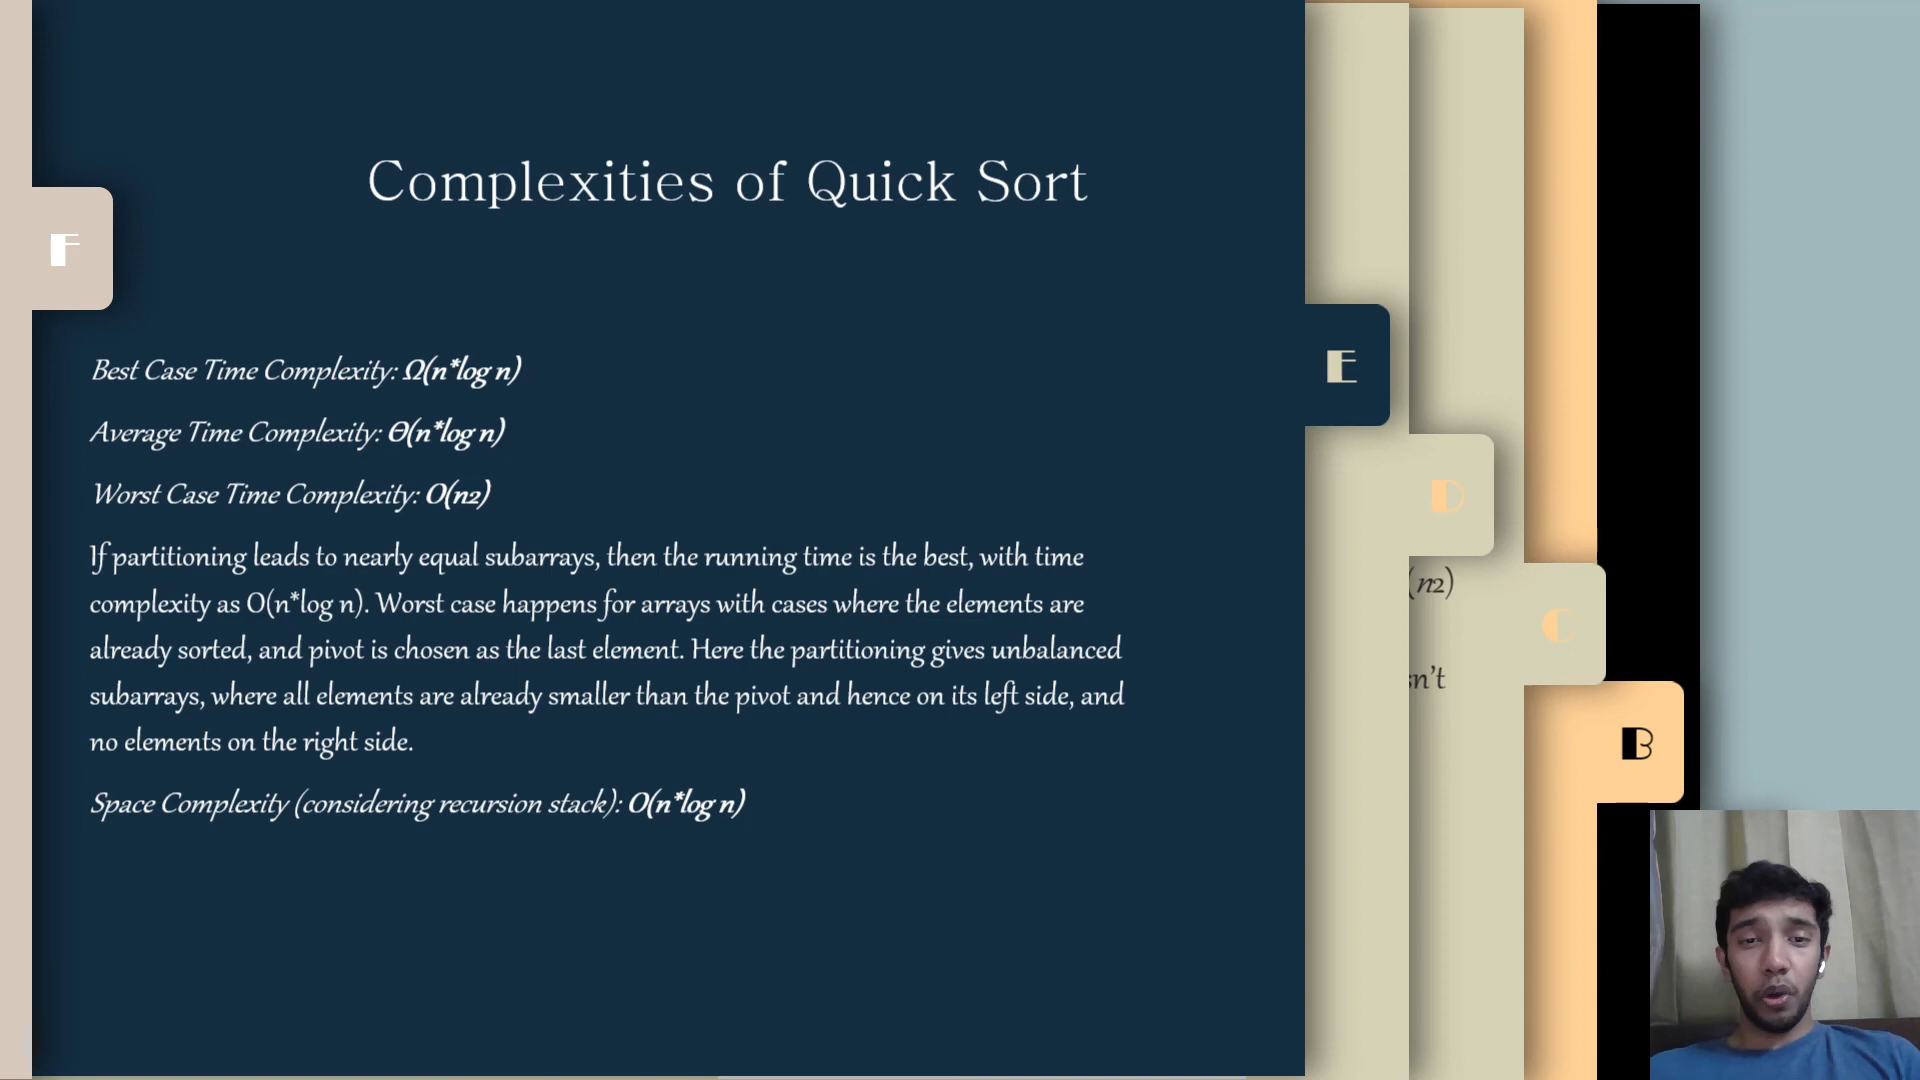 Complexities of Quick Sort
F
Best Case Time Complexity: Ω(n*log n)
E
Average Time Complexity: Θ(n*log n)
Worst Case Time Complexity: O(n2)
D
If partitioning leads to nearly equal subarrays, then the running time is the best, with time
complexity as O(n*log n). Worst case happens for arrays with cases where the elements are
(n2)
already sorted, and pivot is chosen as the last element. Here the partitioning gives unbalanced
C
subarrays, where all elements are already smaller than the pivot and hence on its left side, and
sn't
no elements on the right side.
B
Space Complexity (considering recursion stack): O(n*log n)